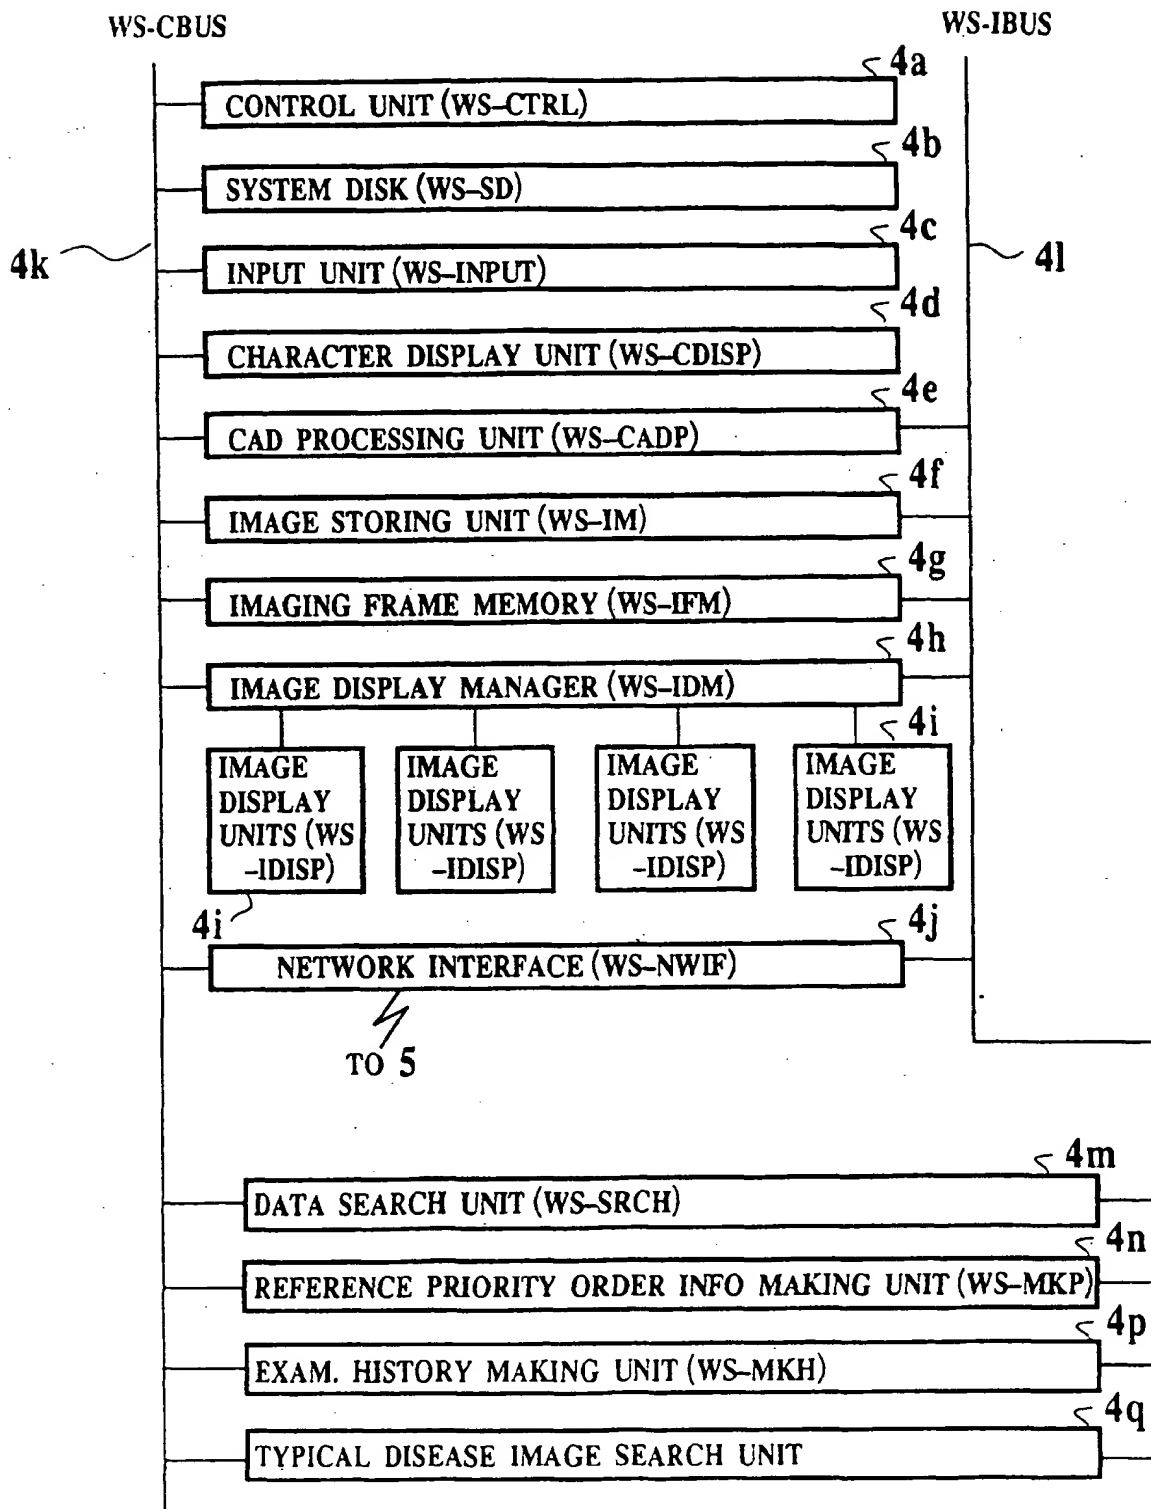 WS-CBUS
WS-IBUS
4a
CONTROL UNIT (WS-CTRL)
4b
SYSTEM DISK (WS-SD)
4k
4c
4l
INPUT UNIT (WS-INPUT)
4d
CHARACTER DISPLAY UNIT (WS-CDISP)
4e
CAD PROCESSING UNIT (WS-CADP)
4f
IMAGE STORING UNIT (WS-IM)
4g
IMAGING FRAME MEMORY (WS-IFM)
4h
IMAGE DISPLAY MANAGER (WS-IDM)
4i
IMAGE
DISPLAY
UNITS (WS
-IDISP)
IMAGE
DISPLAY
UNITS (WS
-IDISP)
IMAGE
DISPLAY
UNITS (WS
-IDISP)
IMAGE
DISPLAY
UNITS (WS
-IDISP)
4i
4j
NETWORK INTERFACE (WS-NWIF)
TO 5
4m
DATA SEARCH UNIT (WS-SRCH)
4n
REFERENCE PRIORITY ORDER INFO MAKING UNIT (WS-MKP)
4p
EXAM. HISTORY MAKING UNIT (WS-MKH)
4q
TYPICAL DISEASE IMAGE SEARCH UNIT